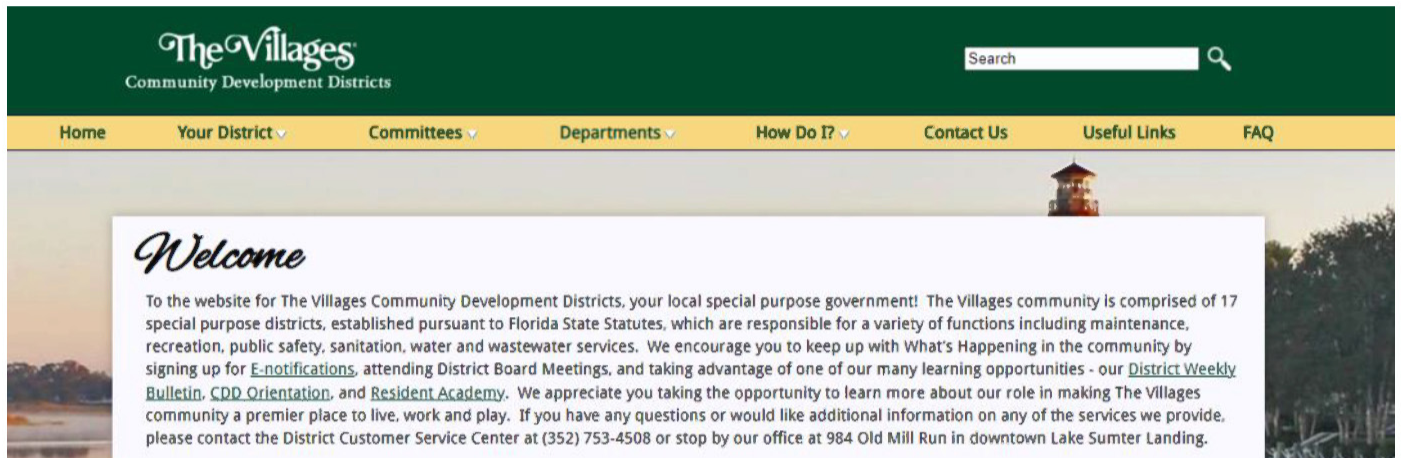 The Villages
Community Development Districts
Search
Home Your District Committees Departments How Do I? Contact Us Useful Links FAQ
Welcome
To the website for The Villages Community Development Districts, your local special purpose government! The Villages community is comprised of 17
special purpose districts, established pursuant to Florida State Statutes, which are responsible for a variety of functions including maintenance,
recreation, public safety, sanitation, water and wastewater services. We encourage you to keep up with What's Happening in the community by
signing up for E-notifications, attending District Board Meetings, and taking advantage of one of our many learning opportunities - our District Weekly
Bulletin, CDD Orientation, and Resident Academy. We appreciate you taking the opportunity to learn more about our role in making The Villages
community a premier place to live, work and play. If you have any questions or would like additional information on any of the services we provide,
please contact the District Customer Service Center at (352) 753-4508 or stop by our office at 984 Old Mill Run in downtown Lake Sumter Landing.